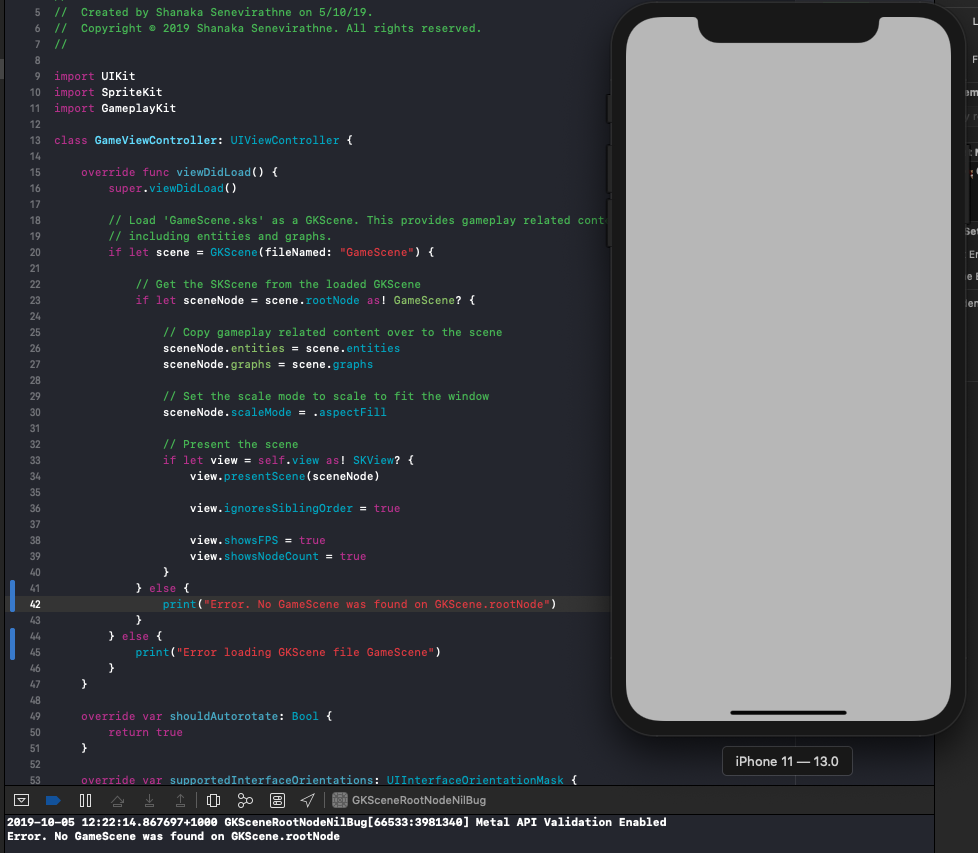 5 //  Created by Shanaka Senevirathne on 5/10/19.
6 //  Copyright © 2019 Shanaka Senevirathne. All rights reserved.
7 //
8
9 import UIKit
10 import SpriteKit
11 import GameplayKit
12
13 class GameViewController: UIViewController {
14
15     override func viewDidLoad() {
16         super.viewDidLoad()
17
18         // Load 'GameScene.sks' as a GKScene. This provides gameplay related conte
19         // including entities and graphs.
20         if let scene = GKScene(fileNamed: "GameScene") {
21
22             // Get the SKScene from the loaded GKScene
23             if let sceneNode = scene.rootNode as! GameScene? {
24
25                 // Copy gameplay related content over to the scene
26                 sceneNode.entities = scene.entities
27                 sceneNode.graphs = scene.graphs
28
29                 // Set the scale mode to scale to fit the window
30                 sceneNode.scaleMode = .aspectFill
31
32                 // Present the scene
33                 if let view = self.view as! SKView? {
34                     view.presentScene(sceneNode)
35
36                     view.ignoresSiblingOrder = true
37
38                     view.showsFPS = true
39                     view.showsNodeCount = true
40                 }
41             } else {
42                 print("Error. No GameScene was found on GKScene.rootNode")
43             }
44         } else {
45             print("Error loading GKScene file GameScene")
46         }
47     }
48
49     override var shouldAutorotate: Bool {
50         return true
51     }
52
53     override var supportedInterfaceOrientations: UIInterfaceOrientationMask {
iPhone 11 — 13.0
GKSceneRootNodeNilBug
2019-10-05 12:22:14.867697+1000 GKSceneRootNodeNilBug[66533:3981340] Metal API Validation Enabled
Error. No GameScene was found on GKScene.rootNode